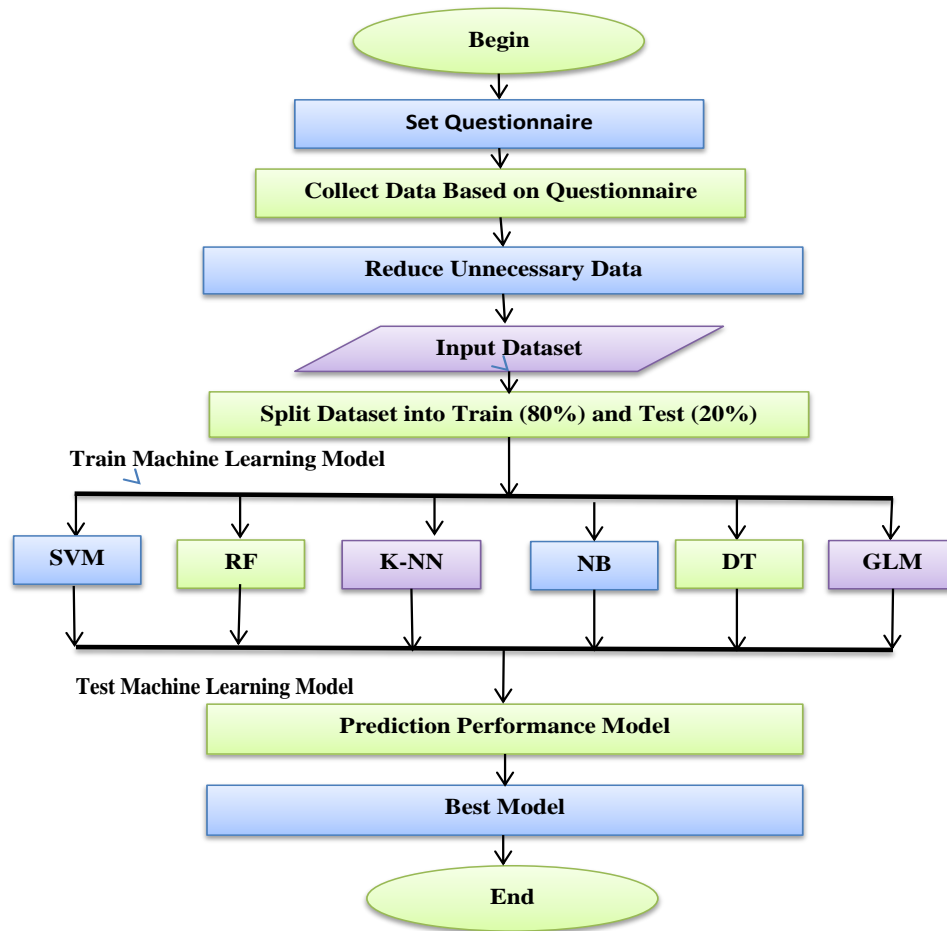 Begin
Set Questionnaire
Collect Data Based on Questionnaire
Reduce Unnecessary Data
Input Dataset
Split Dataset into Train (80%) and Test (20%)
Train Machine Learning Model
SVM
RF
K-NN
NB
DT
GLM
Test Machine Learning Model
Prediction Performance Model
Best Model
End